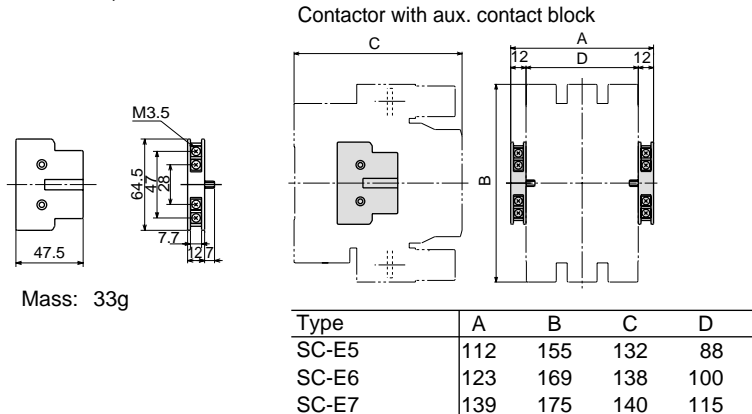 Contactor with aux. contact block
C
A
12 D 12
M3.5
B
64.5
47
28
7.7
12 7
47.5
Mass: 33g
Type A B C D
SC-E5 112 155 132 88
SC-E6 123 169 138 100
SC-E7 139 175 140 115